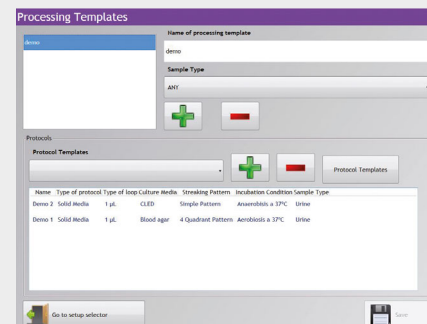 Processing Templates
demo
Name of processing template
demo
Sample Type
ANY
Protocols
Protocol Templates
Protocol Templates
Name Type of protocol Type of loop Culture Media Streaking Pattern Incubation Condition Sample Type
Demo 2 Solid Media 1 µL CLED Simple Pattern Anaerobisis a 37ºC Urine
Demo 1 Solid Media 1 µL Blood agar 4 Quadrant Pattern Aerobiosis a 37ºC Urine
Go to setup selector
Save